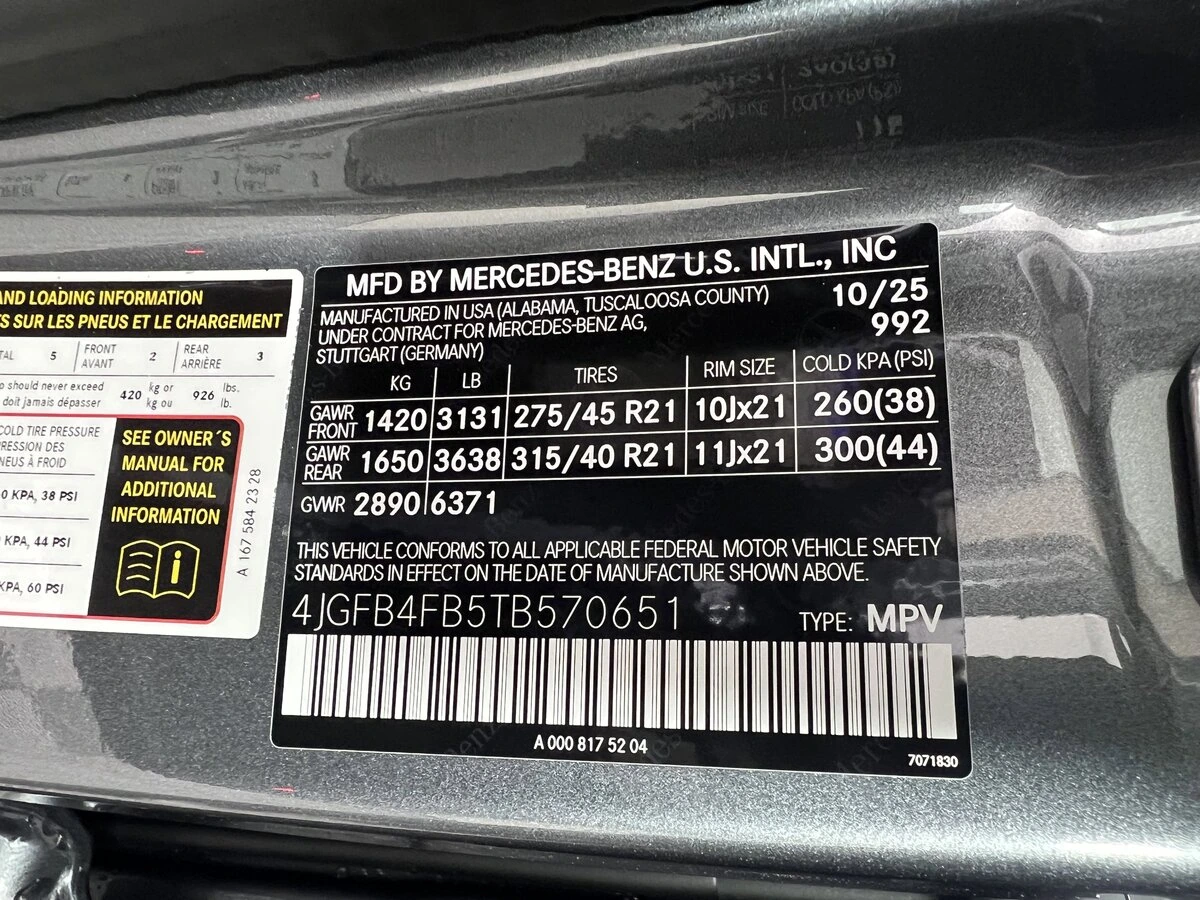 AND LOADING INFORMATION
TS SUR LES PNEUS ET LE CHARGEMENT
TAL 5 FRONT AVANT 2 REAR ARRIÈRE 3
should never exceed
doit jamais dépasser
420 kg or kg ou 926 lbs. lb.
COLD TIRE PRESSURE
RESSION DES
NEUS À FROID
0 KPA, 38 PSI
KPA, 44 PSI
KPA, 60 PSI
SEE OWNER´S
MANUAL FOR
ADDITIONAL
INFORMATION
A 167 584 23 28
MFD BY MERCEDES-BENZ U.S. INTL., INC
MANUFACTURED IN USA (ALABAMA, TUSCALOOSA COUNTY) 10/25
UNDER CONTRACT FOR MERCEDES-BENZ AG, 992
STUTTGART (GERMANY)
KG LB TIRES RIM SIZE COLD KPA (PSI)
GAWR FRONT 1420 3131 275/45 R21 10Jx21 260(38)
GAWR REAR 1650 3638 315/40 R21 11Jx21 300(44)
GVWR 2890 6371
THIS VEHICLE CONFORMS TO ALL APPLICABLE FEDERAL MOTOR VEHICLE SAFETY
STANDARDS IN EFFECT ON THE DATE OF MANUFACTURE SHOWN ABOVE.
4JGFB4FB5TB570651 TYPE: MPV
A 000 817 52 04
7071830